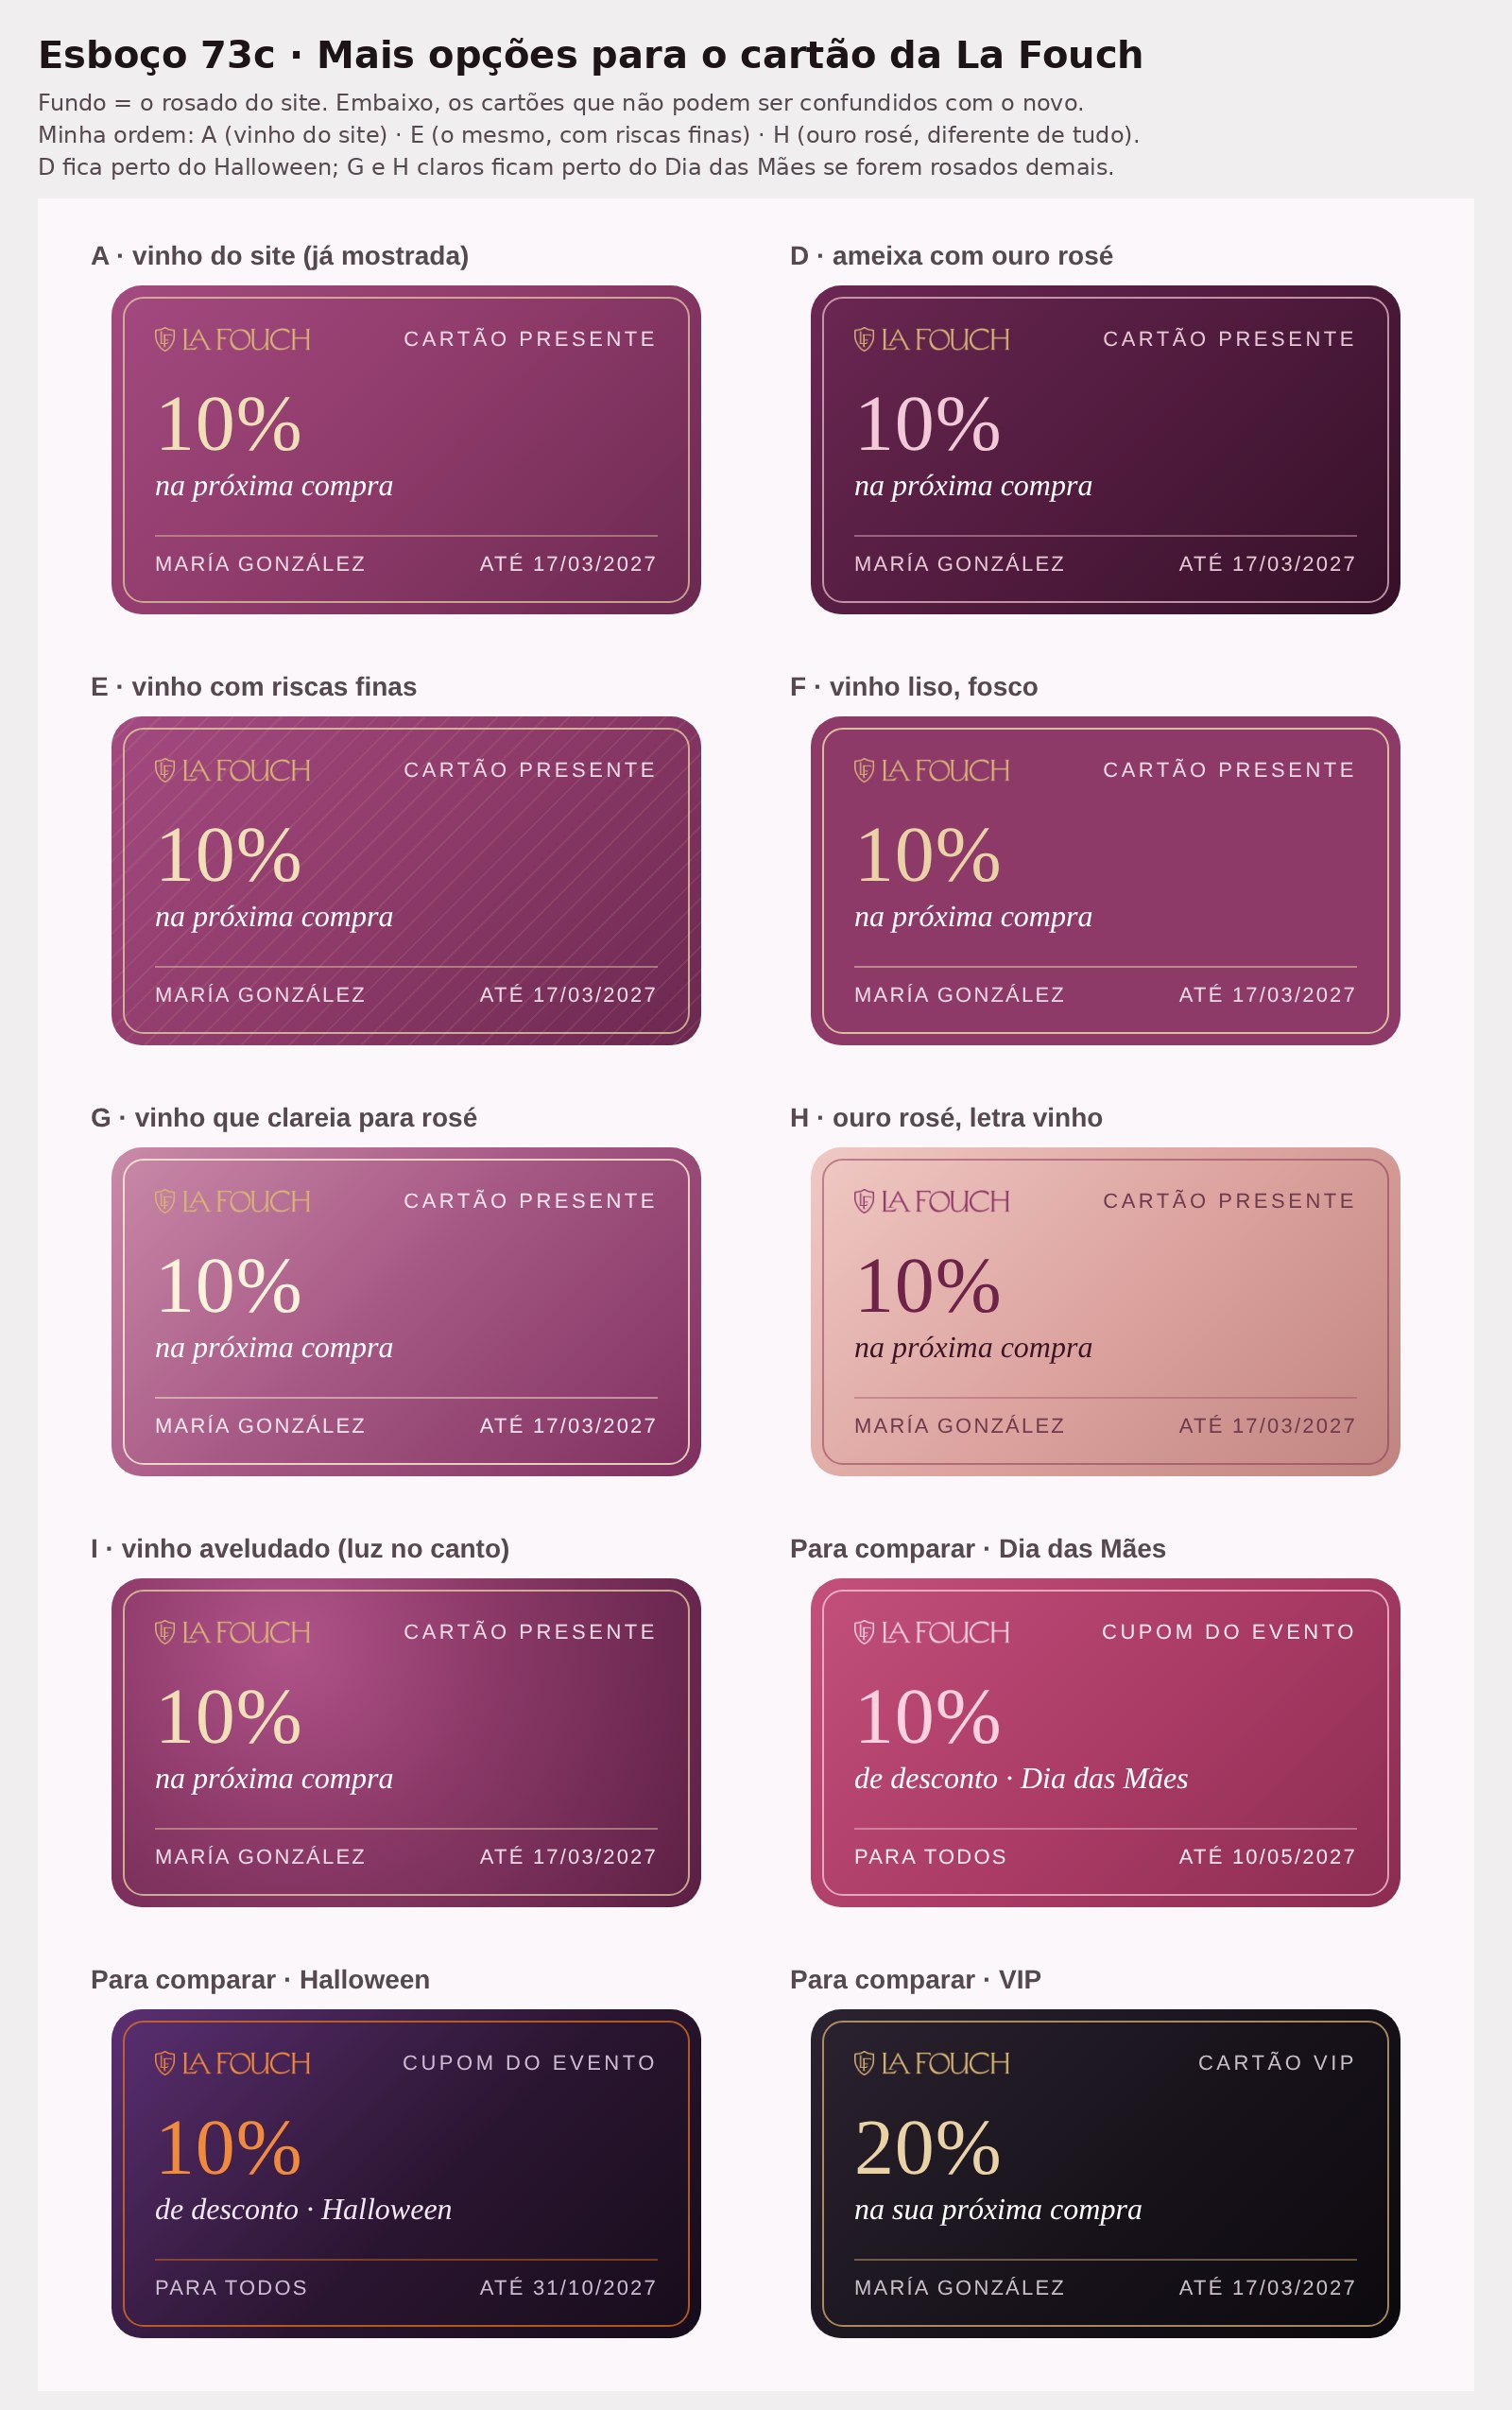 Esboço 73c · Mais opções para o cartão da La Fouch
Fundo = o rosado do site. Embaixo, os cartões que não podem ser confundidos com o novo.
Minha ordem: A (vinho do site) · E (o mesmo, com riscas finas) · H (ouro rosé, diferente de tudo).
D fica perto do Halloween; G e H claros ficam perto do Dia das Mães se forem rosados demais.
A · vinho do site (já mostrada)
LF LA FOUCH CARTÃO PRESENTE
10%
na próxima compra
MARÍA GONZÁLEZ ATÉ 17/03/2027
D · ameixa com ouro rosé
LF LA FOUCH CARTÃO PRESENTE
10%
na próxima compra
MARÍA GONZÁLEZ ATÉ 17/03/2027
E · vinho com riscas finas
LF LA FOUCH CARTÃO PRESENTE
10%
na próxima compra
MARÍA GONZÁLEZ ATÉ 17/03/2027
F · vinho liso, fosco
LF LA FOUCH CARTÃO PRESENTE
10%
na próxima compra
MARÍA GONZÁLEZ ATÉ 17/03/2027
G · vinho que clareia para rosé
LF LA FOUCH CARTÃO PRESENTE
10%
na próxima compra
MARÍA GONZÁLEZ ATÉ 17/03/2027
H · ouro rosé, letra vinho
LF LA FOUCH CARTÃO PRESENTE
10%
na próxima compra
MARÍA GONZÁLEZ ATÉ 17/03/2027
I · vinho aveludado (luz no canto)
LF LA FOUCH CARTÃO PRESENTE
10%
na próxima compra
MARÍA GONZÁLEZ ATÉ 17/03/2027
Para comparar · Dia das Mães
LF LA FOUCH CUPOM DO EVENTO
10%
de desconto · Dia das Mães
PARA TODOS ATÉ 10/05/2027
Para comparar · Halloween
LF LA FOUCH CUPOM DO EVENTO
10%
de desconto · Halloween
PARA TODOS ATÉ 31/10/2027
Para comparar · VIP
LF LA FOUCH CARTÃO VIP
20%
na sua próxima compra
MARÍA GONZÁLEZ ATÉ 17/03/2027